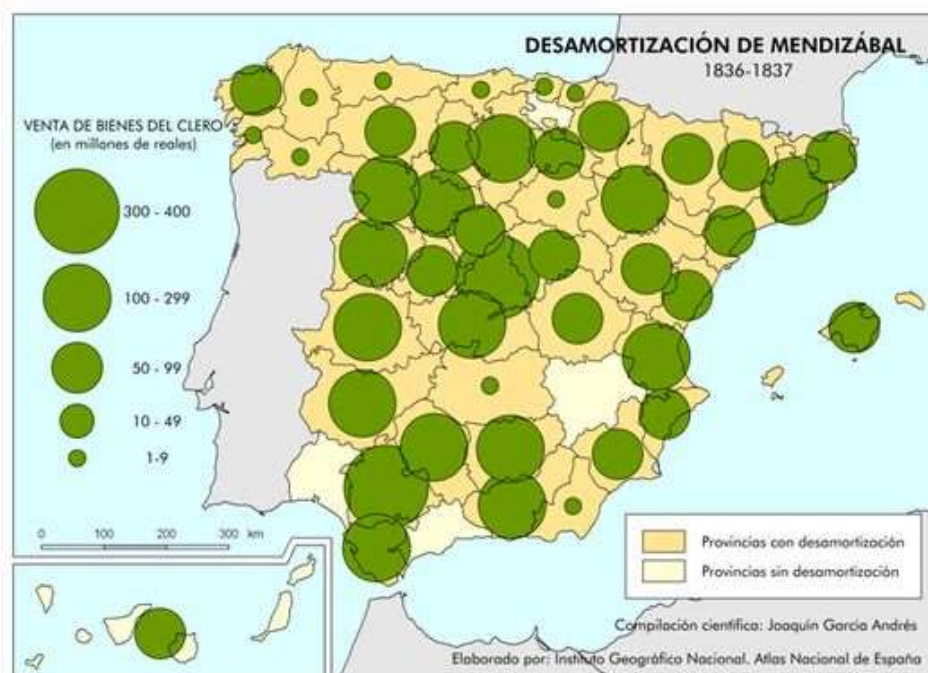 DESAMORTIZACIÓN DE MENDIZÁBAL
1836-1837
VENTA DE BIENES DEL CLERO
(en millones de reales)
300 - 400
100 - 299
50 - 99
10 - 49
1-9
0 100 200 300 km
Provincias con desamortización
Provincias sin desamortización
Compilación científica: Joaquín García Andrés
Elaborado por: Instituto Geográfico Nacional. Atlas Nacional de España